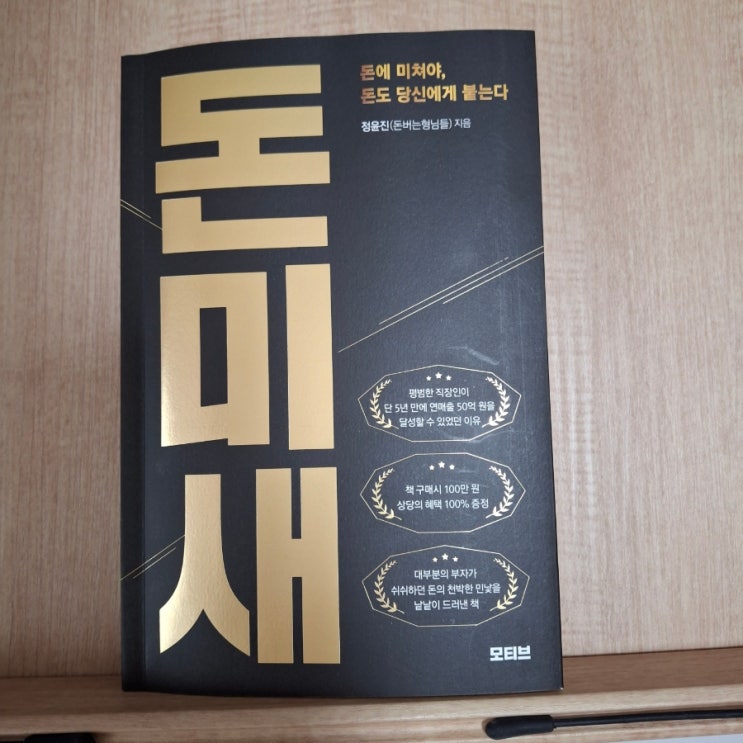 돈미새
돈에 미쳐야,
돈도 당신에게 붙는다
정윤진(돈버는형님들) 지음
평범한 직장인이
단 5년 만에 연매출 50억 원을
달성할 수 있었던 이유
책 구매시 100만 원
상당의 혜택 100% 증정
대부분의 부자가
쉬쉬하던 돈의 천박한 민낯을
낱낱이 드러낸 책
모티브